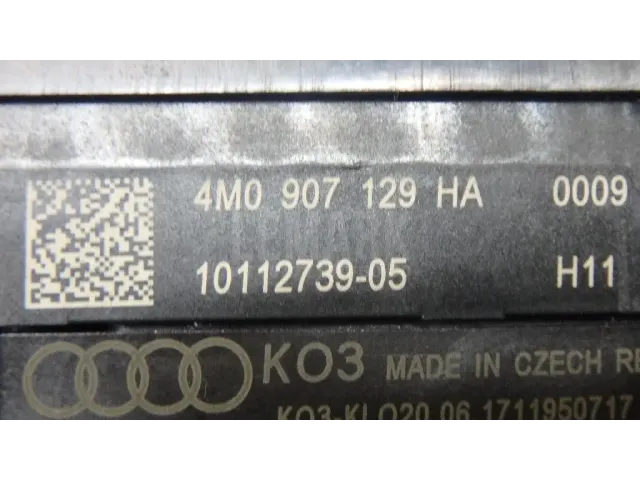 4M0 907 129 HA 0009
10112739-05 H11
KO3 MADE IN CZECH RE
KO3-KLO20.06.1711950717